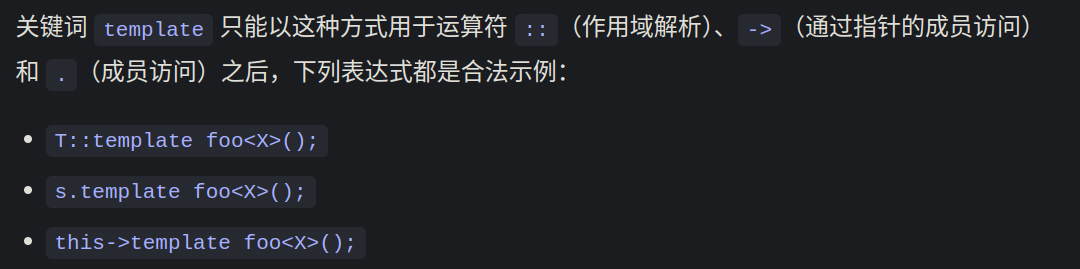 关键词 template 只能以这种方式用于运算符 ::（作用域解析）、->（通过指针的成员访问）
和 .（成员访问）之后，下列表达式都是合法示例：
T::template foo<X>();
s.template foo<X>();
this->template foo<X>();